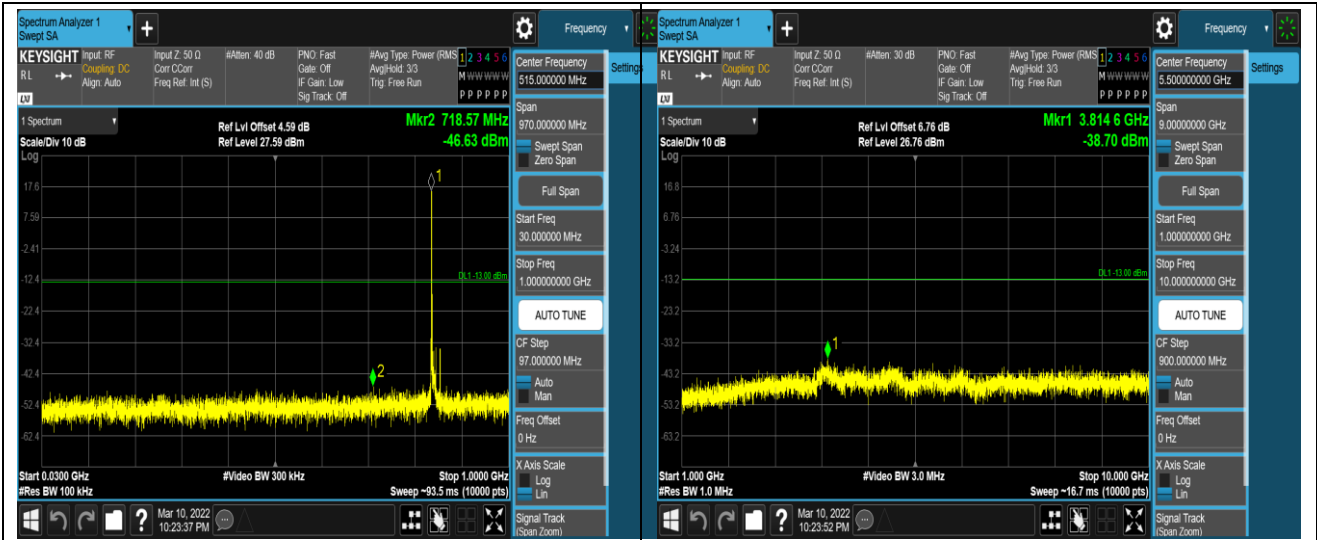 Spectrum Analyzer 1
Swept SA
+
Frequency
KEYSIGHT
RL
LXI
Input: RF
Coupling: DC
Align: Auto
Input Z: 50 Ω
Corr CCorr
Freq Ref: Int (S)
#Atten: 40 dB
PNO: Fast
Gate: Off
IF Gain: Low
Sig Track: Off
#Avg Type: Power (RMS
Avg|Hold: 3/3
Trig: Free Run
1 2 3 4 5 6
M W W W W W
P P P P P P
1 Spectrum
Scale/Div 10 dB
Log
Ref Lvl Offset 4.59 dB
Ref Level 27.59 dBm
Mkr2 718.57 MHz
-46.63 dBm
17.6
7.59
-2.41
-12.4
-22.4
-32.4
-42.4
-52.4
-62.4
1
DL1 -13.00 dBm
2
Start 0.0300 GHz
#Res BW 100 kHz
#Video BW 300 kHz
Stop 1.0000 GHz
Sweep ~93.5 ms (10000 pts)
?
Mar 10, 2022
10:23:37 PM
Center Frequency
515.000000 MHz
Span
970.000000 MHz
Swept Span
Zero Span
Full Span
Start Freq
30.000000 MHz
Stop Freq
1.000000000 GHz
AUTO TUNE
CF Step
97.000000 MHz
Auto
Man
Freq Offset
0 Hz
X Axis Scale
Log
Lin
Signal Track
(Span Zoom)
Settings
Spectrum Analyzer 1
Swept SA
+
Frequency
KEYSIGHT
RL
LXI
Input: RF
Coupling: DC
Align: Auto
Input Z: 50 Ω
Corr CCorr
Freq Ref: Int (S)
#Atten: 30 dB
PNO: Fast
Gate: Off
IF Gain: Low
Sig Track: Off
#Avg Type: Power (RMS
Avg|Hold: 3/3
Trig: Free Run
1 2 3 4 5 6
M W W W W W
P P P P P P
1 Spectrum
Scale/Div 10 dB
Log
Ref Lvl Offset 6.76 dB
Ref Level 26.76 dBm
Mkr1 3.814 6 GHz
-38.70 dBm
16.8
6.76
-3.24
-13.2
-23.2
-33.2
-43.2
-53.2
-63.2
DL1 -13.00 dBm
1
Start 1.000 GHz
#Res BW 1.0 MHz
#Video BW 3.0 MHz
Stop 10.000 GHz
Sweep ~16.7 ms (10000 pts)
?
Mar 10, 2022
10:23:52 PM
Center Frequency
5.500000000 GHz
Span
9.00000000 GHz
Swept Span
Zero Span
Full Span
Start Freq
1.000000000 GHz
Stop Freq
10.000000000 GHz
AUTO TUNE
CF Step
900.000000 MHz
Auto
Man
Freq Offset
0 Hz
X Axis Scale
Log
Lin
Signal Track
(Span Zoom)
Settings